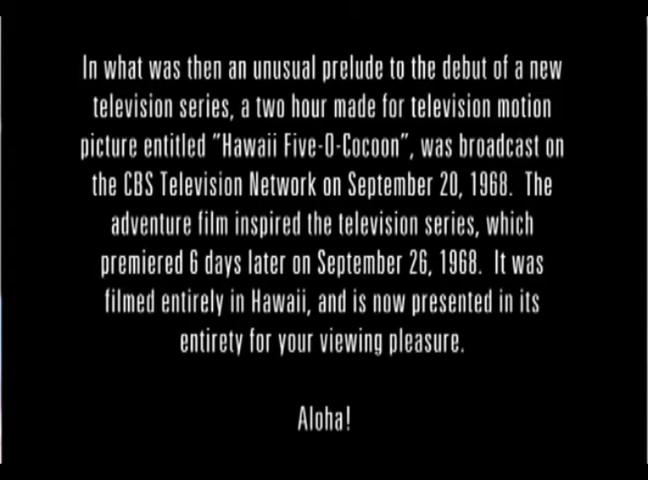 In what was then an unusual prelude to the debut of a new
television series, a two hour made for television motion
picture entitled "Hawaii Five-O-Cocoon", was broadcast on
the CBS Television Network on September 20, 1968.  The
adventure film inspired the television series, which
premiered 6 days later on September 26, 1968.  It was
filmed entirely in Hawaii, and is now presented in its
entirety for your viewing pleasure.
Aloha!